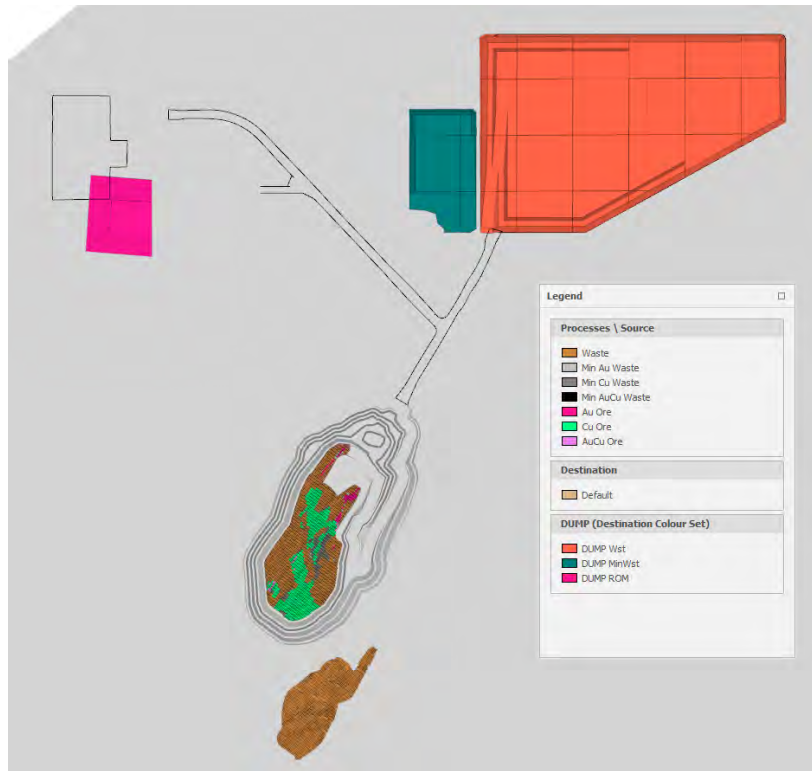 Legend
Processes \ Source
Waste
Min Au Waste
Min Cu Waste
Min AuCu Waste
Au Ore
Cu Ore
AuCu Ore
Destination
Default
DUMP (Destination Colour Set)
DUMP Wst
DUMP MinWst
DUMP ROM